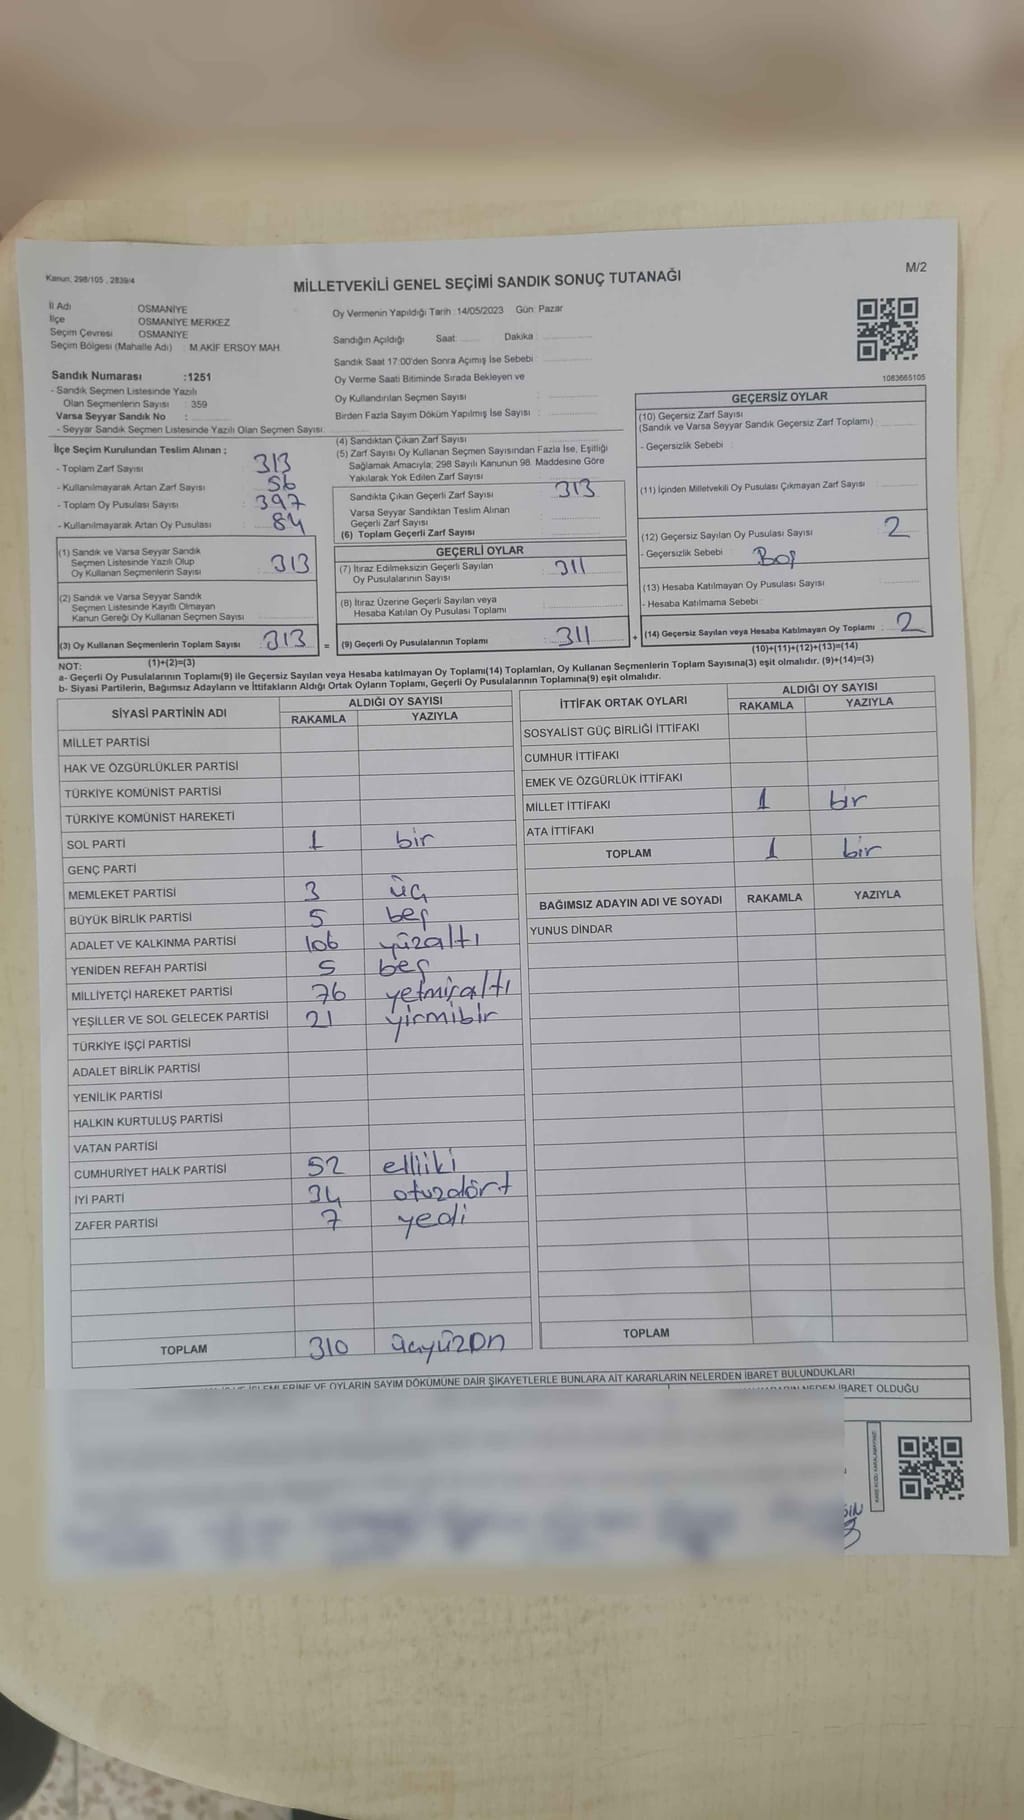 Kanun, 298/105 , 2839/4
M/2
MİLLETVEKİLİ GENEL SEÇİMİ SANDIK SONUÇ TUTANAĞI
İl Adı OSMANİYE
İlçe OSMANİYE MERKEZ
Seçim Çevresi OSMANİYE
Seçim Bölgesi (Mahalle Adı) : M.AKİF ERSOY MAH.
Sandık Numarası :1251
- Sandık Seçmen Listesinde Yazılı
Olan Seçmenlerin Sayısı : 359
Varsa Seyyar Sandık No :
- Seyyar Sandık Seçmen Listesinde Yazılı Olan Seçmen Sayısı:
Oy Vermenin Yapıldığı Tarih :14/05/2023 Gün: Pazar
Sandığın Açıldığı Saat: Dakika:
Sandık Saat 17:00'den Sonra Açımış İse Sebebi :
Oy Verme Saati Bitiminde Sırada Bekleyen ve
Oy Kullandırılan Seçmen Sayısı :
Birden Fazla Sayım Döküm Yapılmış İse Sayısı :
1083665105
İlçe Seçim Kurulundan Teslim Alınan ;
- Toplam Zarf Sayısı : 313
- Kullanılmayarak Artan Zarf Sayısı : 56
- Toplam Oy Pusulası Sayısı : 397
- Kullanılmayarak Artan Oy Pusulası : 84
(1) Sandık ve Varsa Seyyar Sandık
Seçmen Listesinde Yazılı Olup
Oy Kullanan Seçmenlerin Sayısı : 313
(2) Sandık ve Varsa Seyyar Sandık
Seçmen Listesinde Kayıtlı Olmayan
Kanun Gereği Oy Kullanan Seçmen Sayısı :
(3) Oy Kullanan Seçmenlerin Toplam Sayısı : 313 =
(1)+(2)=(3)
(4) Sandıktan Çıkan Zarf Sayısı :
(5) Zarf Sayısı Oy Kullanan Seçmen Sayısından Fazla İse, Eşitliği
Sağlamak Amacıyla; 298 Sayılı Kanunun 98. Maddesine Göre
Yakılarak Yok Edilen Zarf Sayısı :
Sandıkta Çıkan Geçerli Zarf Sayısı : 313
Varsa Seyyar Sandıktan Teslim Alınan
Geçerli Zarf Sayısı :
(6) Toplam Geçerli Zarf Sayısı :
GEÇERLİ OYLAR
(7) İtiraz Edilmeksizin Geçerli Sayılan
Oy Pusulalarının Sayısı : 311
(8) İtiraz Üzerine Geçerli Sayılan veya
Hesaba Katılan Oy Pusulası Toplamı :
(9) Geçerli Oy Pusulalarının Toplamı : 311 +
GEÇERSİZ OYLAR
(10) Geçersiz Zarf Sayısı
(Sandık ve Varsa Seyyar Sandık Geçersiz Zarf Toplamı) :
- Geçersizlik Sebebi :
(11) İçinden Milletvekili Oy Pusulası Çıkmayan Zarf Sayısı :
(12) Geçersiz Sayılan Oy Pusulası Sayısı : 2
- Geçersizlik Sebebi : Boş
(13) Hesaba Katılmayan Oy Pusulası Sayısı :
- Hesaba Katılmama Sebebi :
(14) Geçersiz Sayılan veya Hesaba Katılmayan Oy Toplamı : 2
(10)+(11)+(12)+(13)=(14)
NOT:
a- Geçerli Oy Pusulalarının Toplamı(9) ile Geçersiz Sayılan veya Hesaba katılmayan Oy Toplamı(14) Toplamları, Oy Kullanan Seçmenlerin Toplam Sayısına(3) eşit olmalıdır. (9)+(14)=(3)
b- Siyasi Partilerin, Bağımsız Adayların ve İttifakların Aldığı Ortak Oyların Toplamı, Geçerli Oy Pusulalarının Toplamına(9) eşit olmalıdır.
SİYASİ PARTİNİN ADI ALDIĞI OY SAYISI
RAKAMLA YAZIYLA
MİLLET PARTİSİ
HAK VE ÖZGÜRLÜKLER PARTİSİ
TÜRKİYE KOMÜNİST PARTİSİ
TÜRKİYE KOMÜNİST HAREKETİ
SOL PARTİ 1 bir
GENÇ PARTİ
MEMLEKET PARTİSİ 3 üç
BÜYÜK BİRLİK PARTİSİ 5 beş
ADALET VE KALKINMA PARTİSİ 106 yüzaltı
YENİDEN REFAH PARTİSİ 5 beş
MİLLİYETÇİ HAREKET PARTİSİ 76 yetmişaltı
YEŞİLLER VE SOL GELECEK PARTİSİ 21 yirmibir
TÜRKİYE İŞÇİ PARTİSİ
ADALET BİRLİK PARTİSİ
YENİLİK PARTİSİ
HALKIN KURTULUŞ PARTİSİ
VATAN PARTİSİ
CUMHURİYET HALK PARTİSİ 52 elliiki
İYİ PARTİ 34 otuzdört
ZAFER PARTİSİ 7 yedi
TOPLAM 310 üçyüzon
İTTİFAK ORTAK OYLARI ALDIĞI OY SAYISI
RAKAMLA YAZIYLA
SOSYALİST GÜÇ BİRLİĞİ İTTİFAKI
CUMHUR İTTİFAKI
EMEK VE ÖZGÜRLÜK İTTİFAKI
MİLLET İTTİFAKI 1 bir
ATA İTTİFAKI
TOPLAM 1 bir
BAĞIMSIZ ADAYIN ADI VE SOYADI RAKAMLA YAZIYLA
YUNUS DİNDAR
TOPLAM
VE OYLARIN SAYIM DÖKÜMÜNE DAİR ŞİKAYETLERLE BUNLARA AİT KARARLARIN NELERDEN İBARET BULUNDUKLARI
NEDEN İBARET OLDUĞU